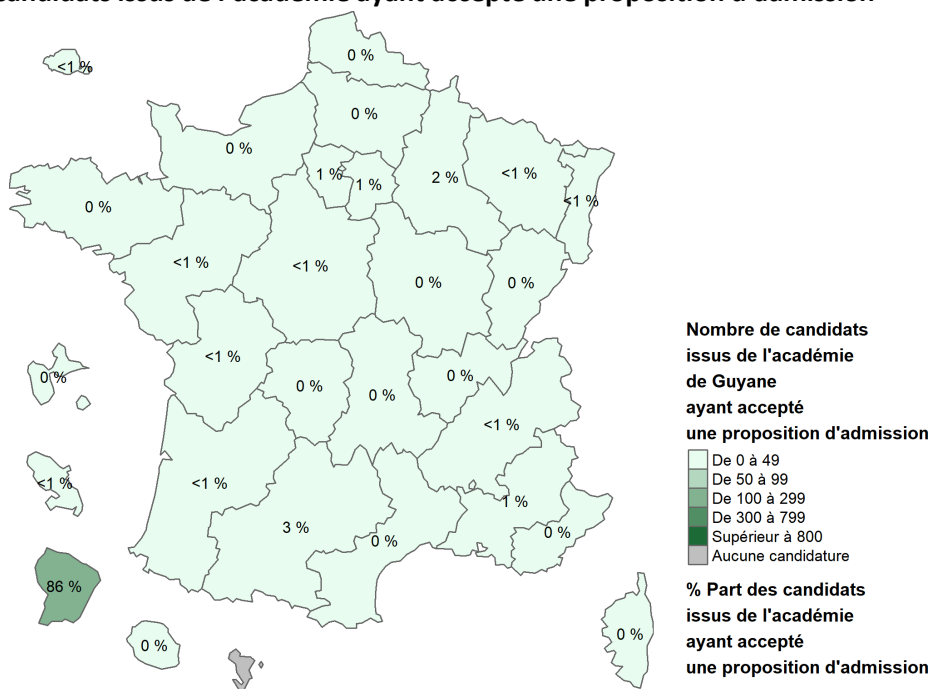 candidats issus de l'académie ayant accepté une proposition d'admission
0 %
<1 %
0 %
0 %
1 %
1 %
2 %
<1 %
<1 %
0 %
<1 %
<1 %
0 %
0 %
<1 %
0 %
0 %
0 %
0 %
<1 %
<1 %
<1 %
1 %
3 %
0 %
0 %
86 %
0 %
0 %
Nombre de candidats
issus de l'académie
de Guyane
ayant accepté
une proposition d'admission
De 0 à 49
De 50 à 99
De 100 à 299
De 300 à 799
Supérieur à 800
Aucune candidature
% Part des candidats
issus de l'académie
ayant accepté
une proposition d'admission